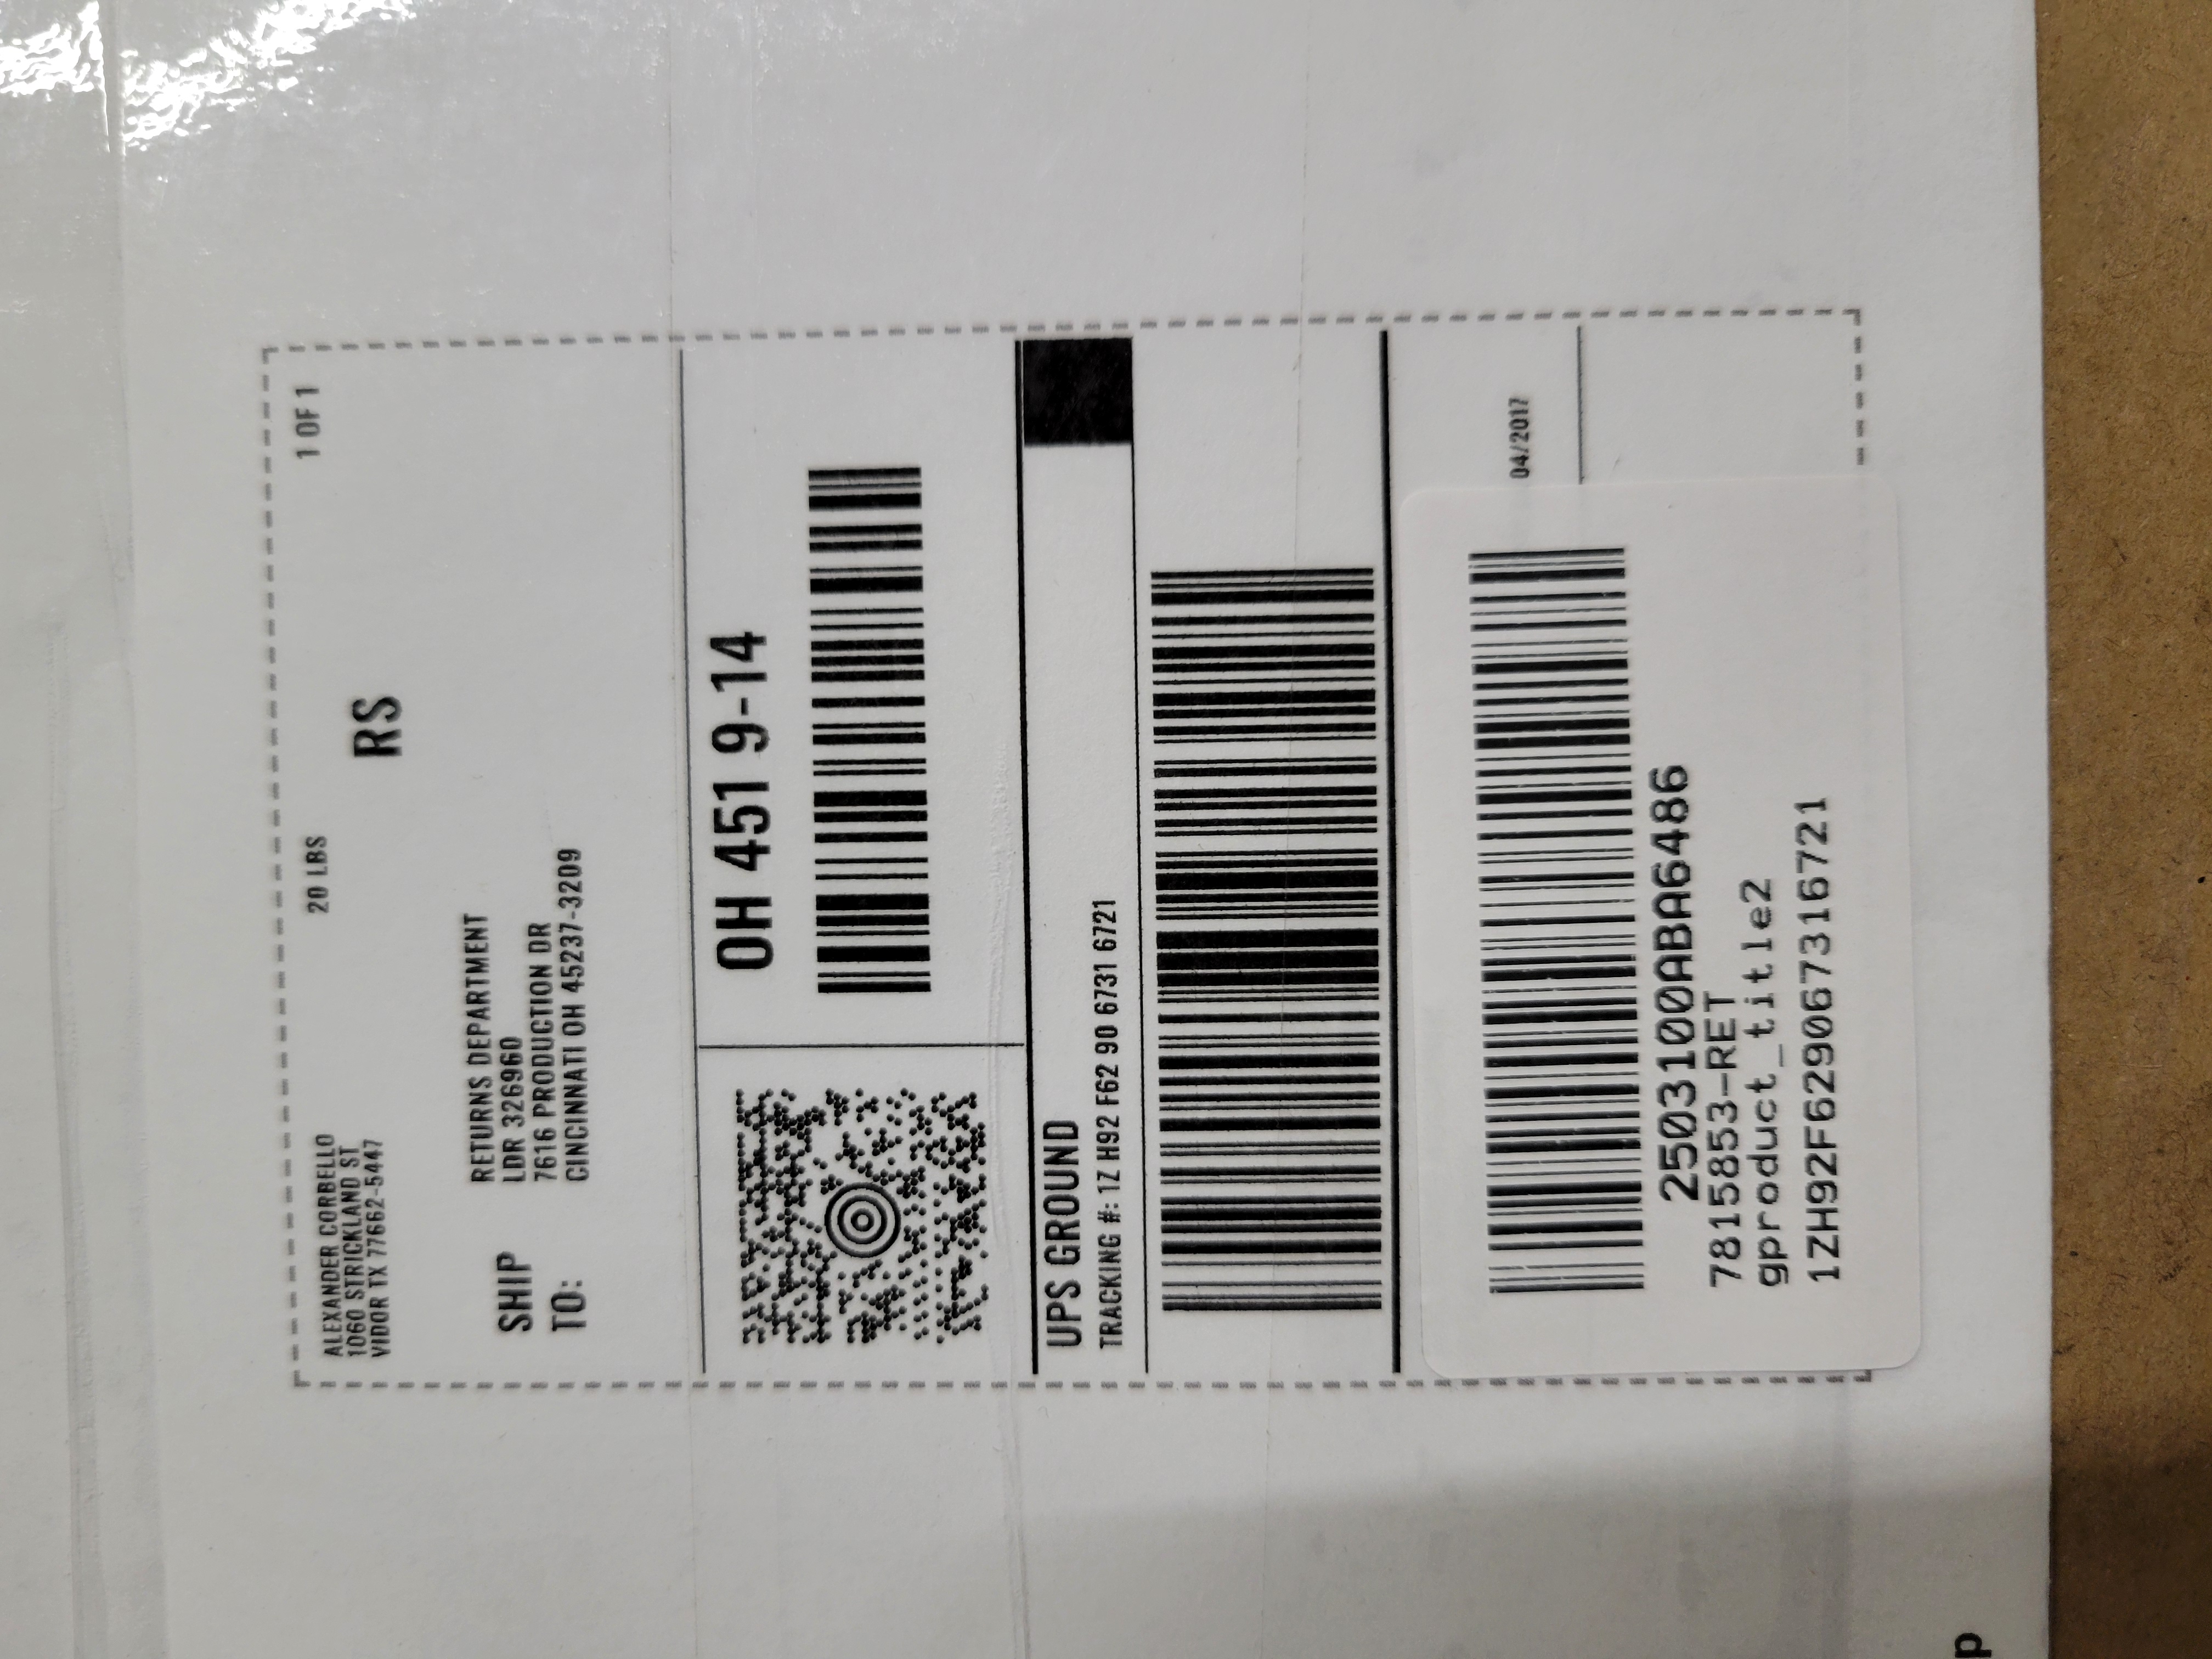 ALEXANDER CORBELLO
1060 STRICKLAND ST
VIDOR TX 77662-5447
20 LBS
1 OF 1
RS
SHIP
TO:
RETURNS DEPARTMENT
LDR 326960
7616 PRODUCTION DR
CINCINNATI OH 45237-3209
OH 451 9-14
UPS GROUND
TRACKING #: 1Z H92 F62 90 6731 6721
04/2017
2503100ABA6486
7815853-RET
gproduct_title2
1ZH92F629067316721
p